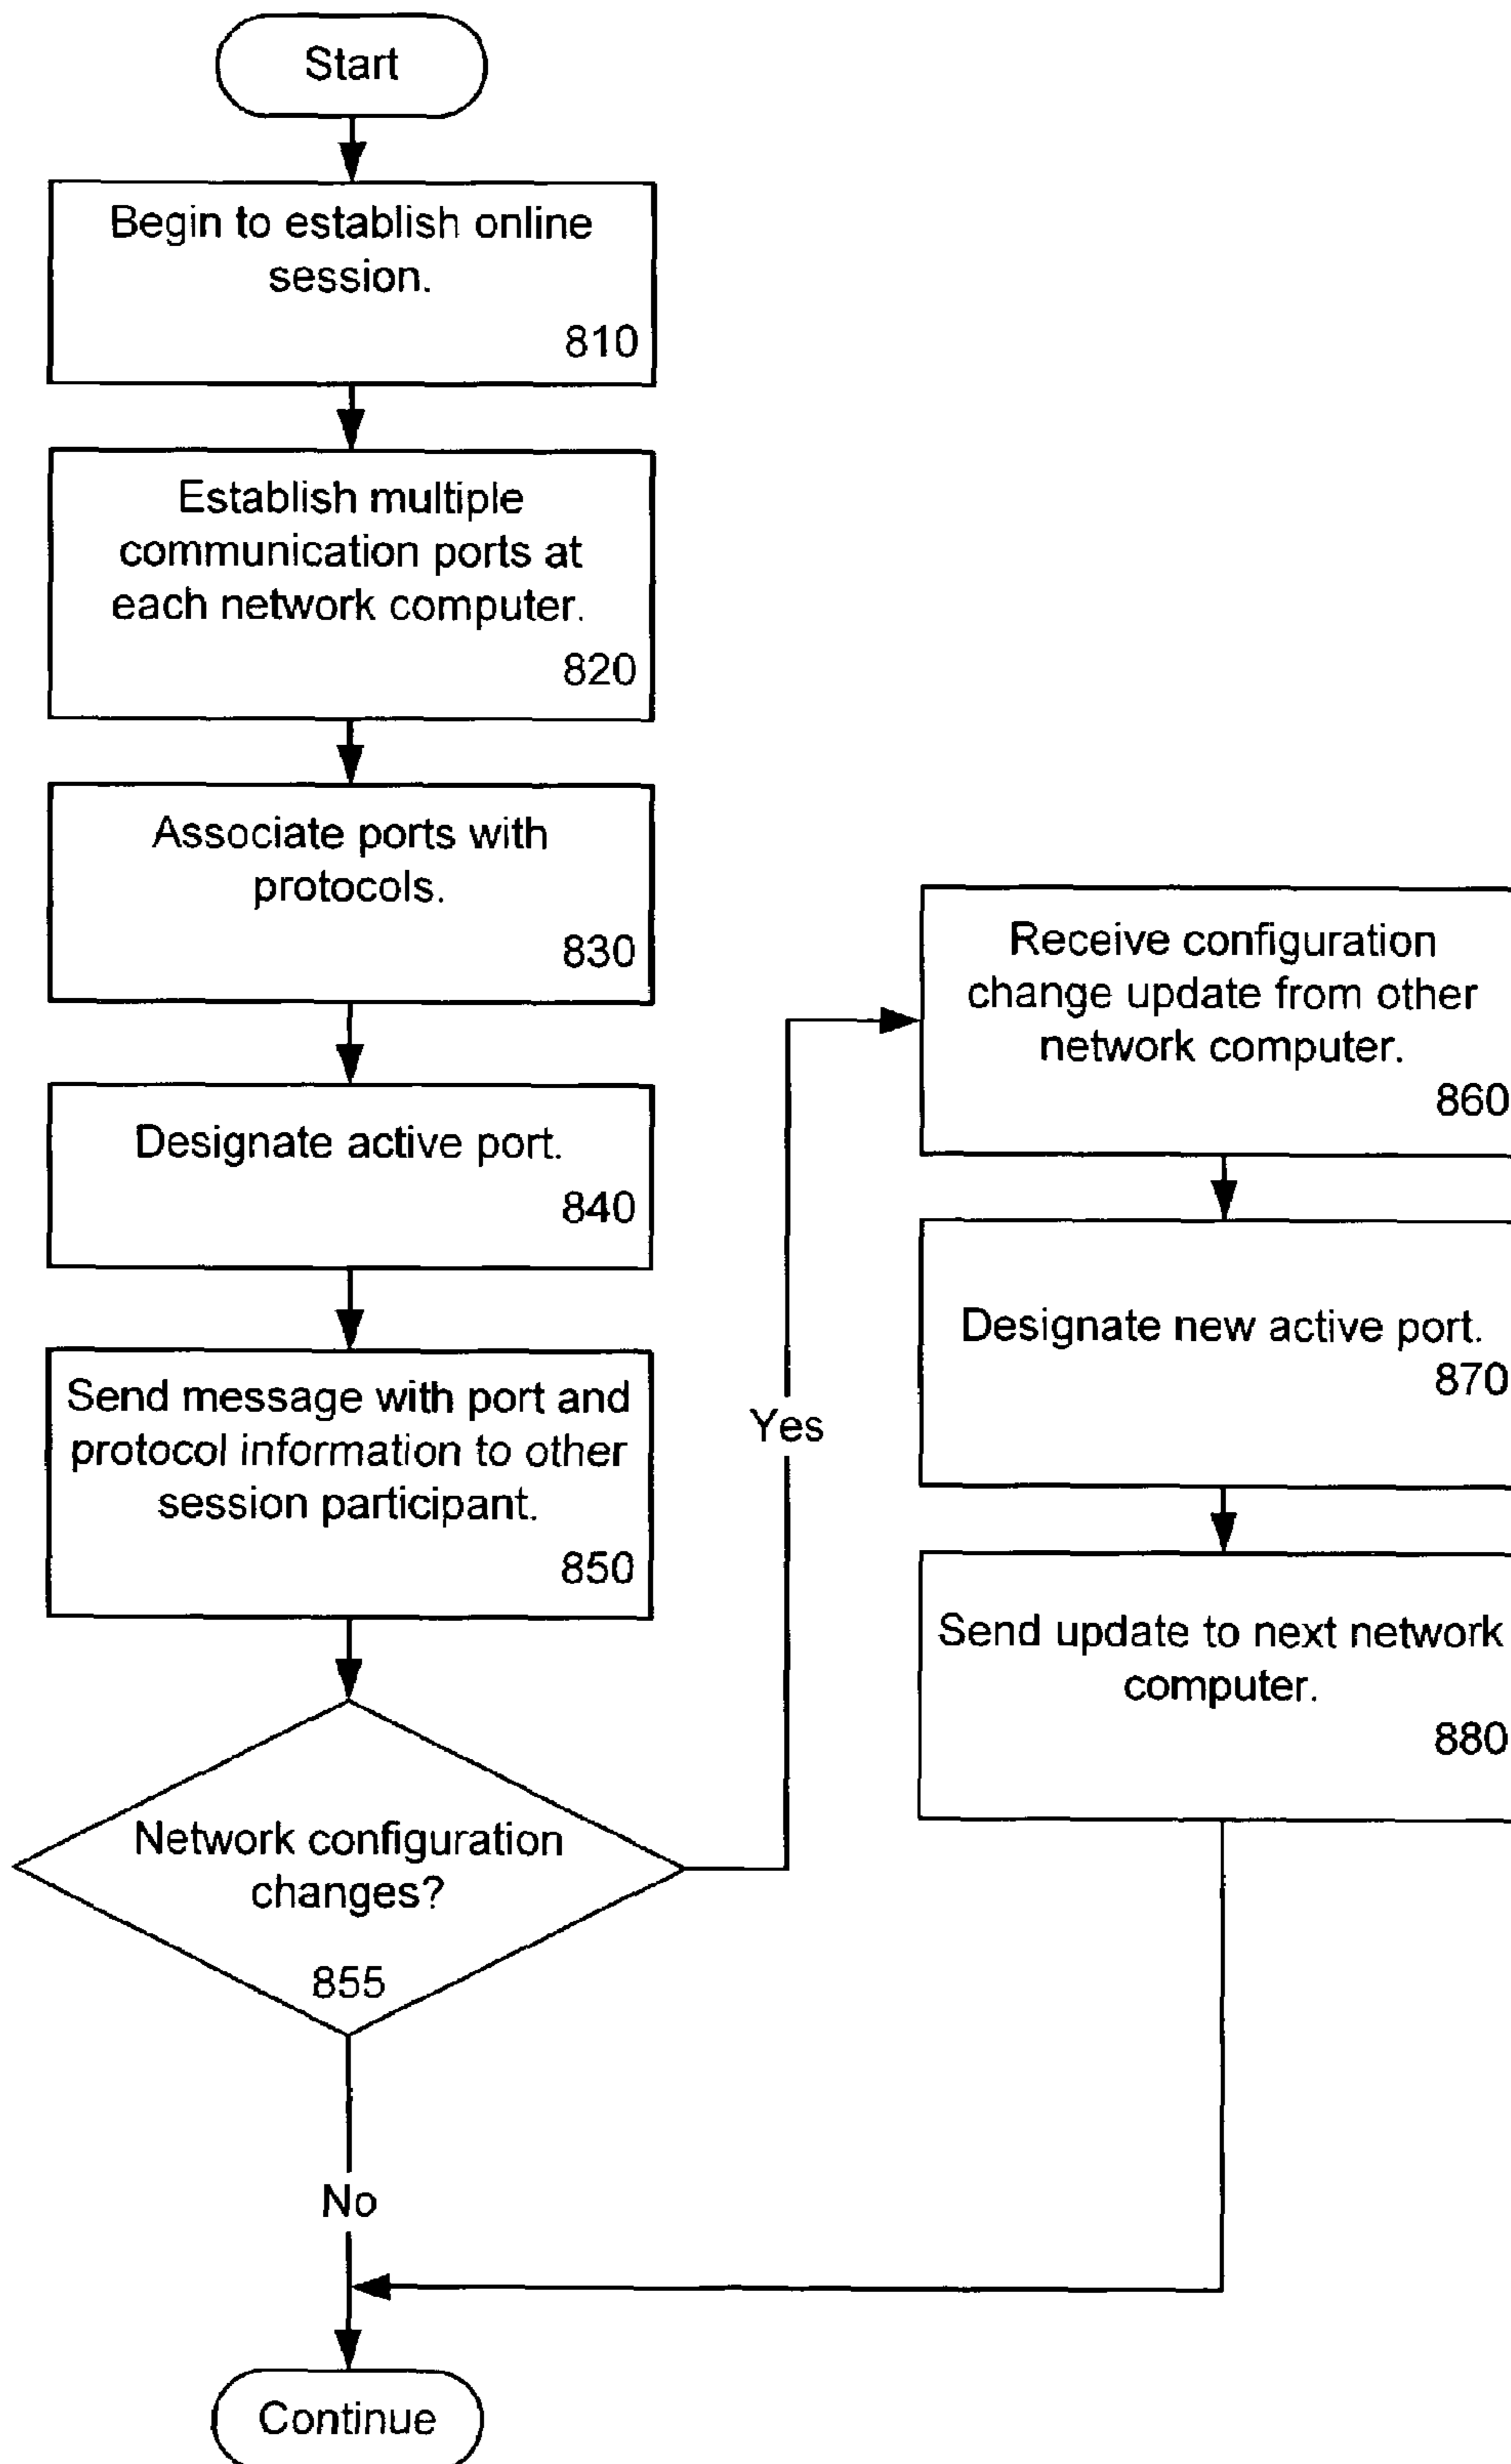 Start
Begin to establish online
session.
810
Establish multiple
communication ports at
each network computer.
820
Associate ports with
protocols.
830
Designate active port.
840
Send message with port and
protocol information to other
session participant.
850
Network configuration
changes?
855
Yes
No
Receive configuration
change update from other
network computer.
860
Designate new active port.
870
Send update to next network
computer.
880
Continue